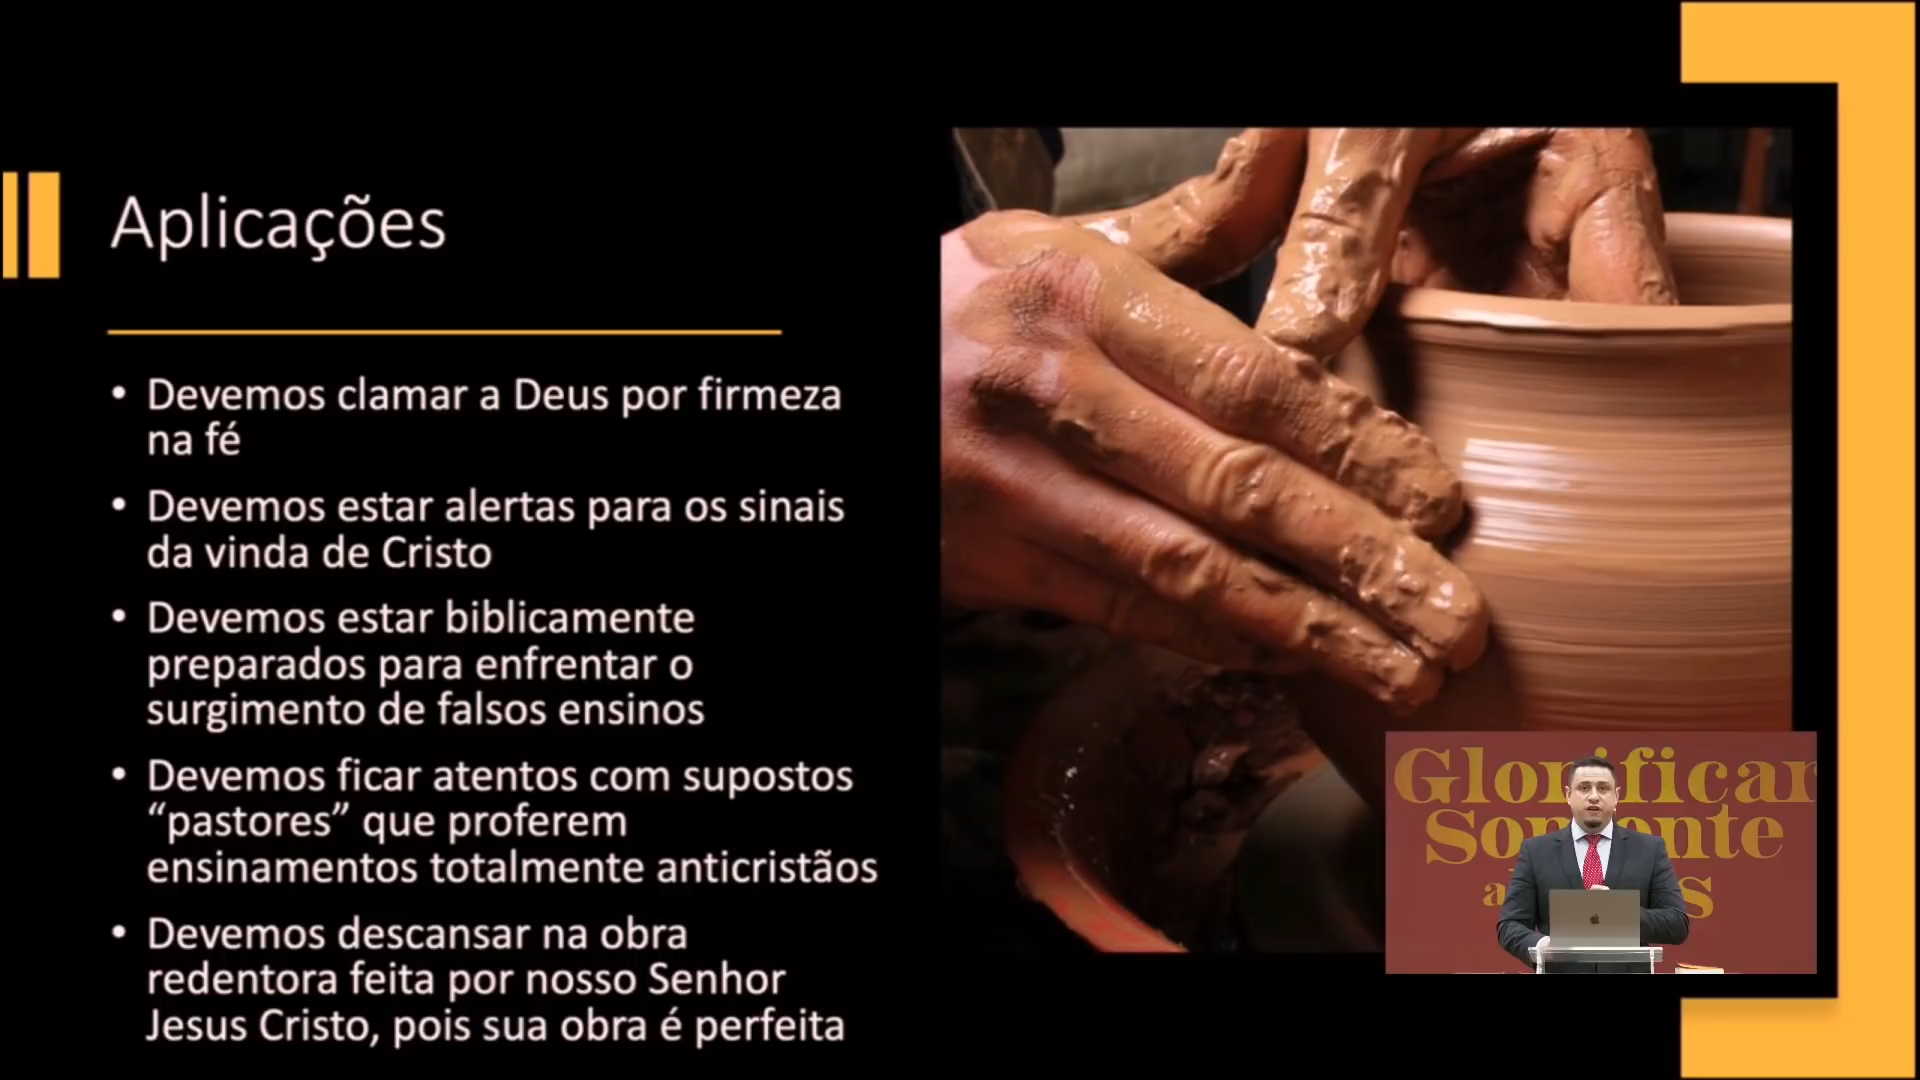 Aplicações
• Devemos clamar a Deus por firmeza
na fé
• Devemos estar alertas para os sinais
da vinda de Cristo
• Devemos estar biblicamente
preparados para enfrentar o
surgimento de falsos ensinos
• Devemos ficar atentos com supostos
“pastores” que proferem
ensinamentos totalmente anticristãos
• Devemos descansar na obra
redentora feita por nosso Senhor
Jesus Cristo, pois sua obra é perfeita
Glorificar
Somente